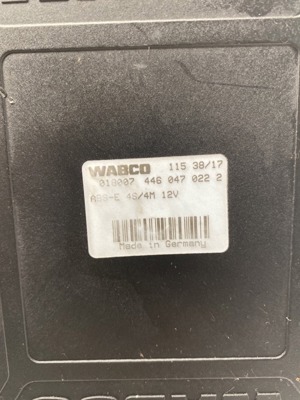 WABCO 115 38/17
018007 446 047 022 2
ABS-E 4S/4M 12V
Made in Germany